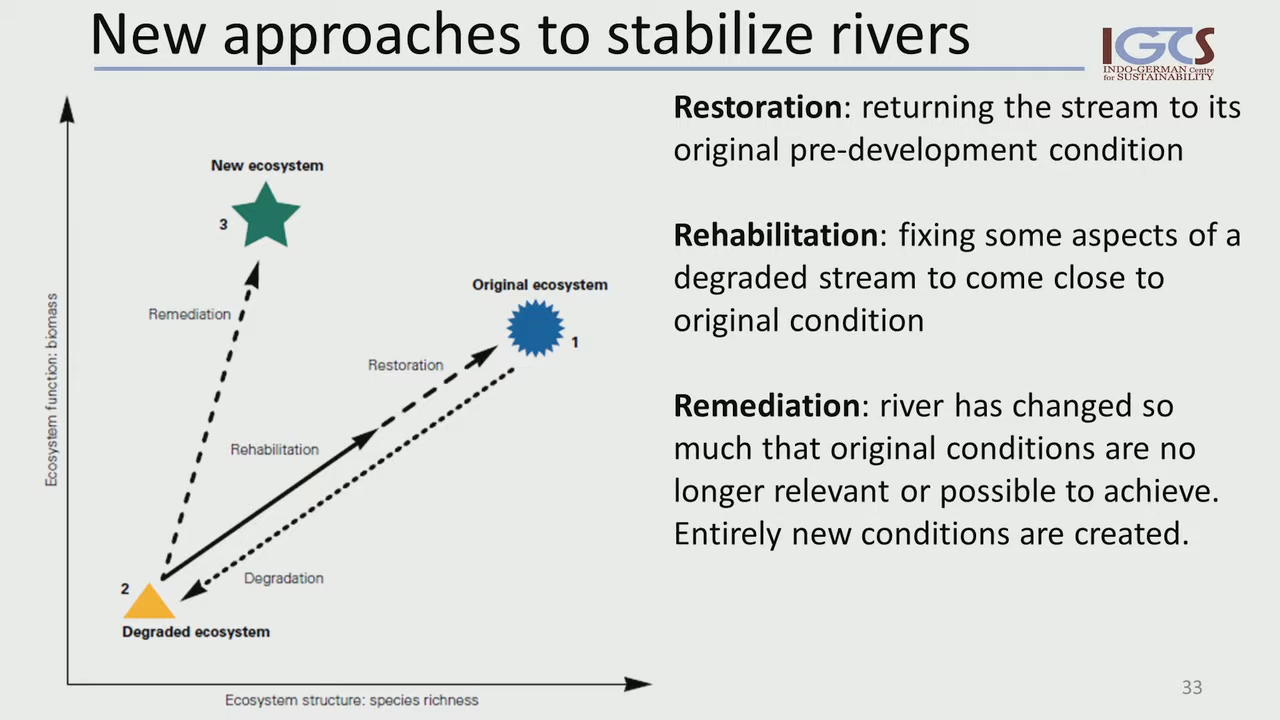 New approaches to stabilize rivers
IGCS
INDO-GERMAN Centre
for SUSTAINABILITY
New ecosystem
3
Original ecosystem
1
Remediation
Restoration
Rehabilitation
Degradation
2
Degraded ecosystem
Ecosystem function: biomass
Ecosystem structure: species richness
Restoration: returning the stream to its
original pre-development condition
Rehabilitation: fixing some aspects of a
degraded stream to come close to
original condition
Remediation: river has changed so
much that original conditions are no
longer relevant or possible to achieve.
Entirely new conditions are created.
33